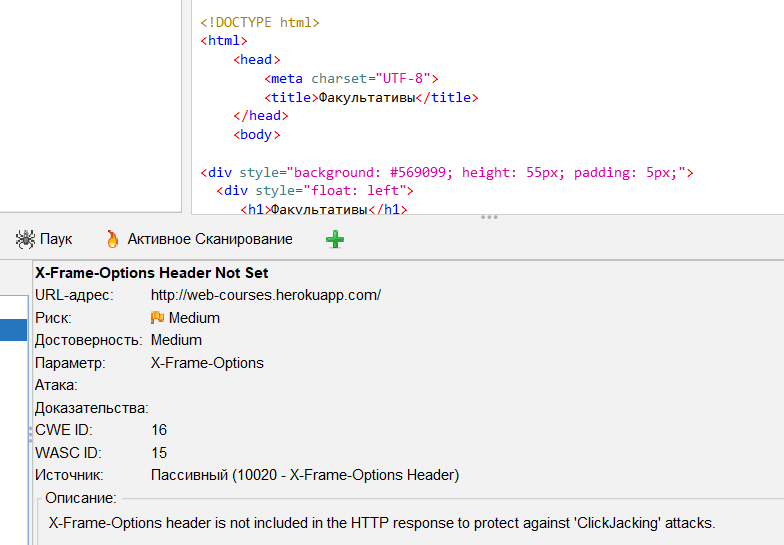 <!DOCTYPE html>
<html>
<head>
<meta charset="UTF-8">
<title>Факультативы</title>
</head>
<body>
<div style="background: #569099; height: 55px; padding: 5px;">
<div style="float: left">
<h1>Факультативы</h1>
Паук Активное Сканирование
X-Frame-Options Header Not Set
URL-адрес: http://web-courses.herokuapp.com/
Риск: Medium
Достоверность: Medium
Параметр: X-Frame-Options
Атака:
Доказательства:
CWE ID: 16
WASC ID: 15
Источник: Пассивный (10020 - X-Frame-Options Header)
Описание:
X-Frame-Options header is not included in the HTTP response to protect against 'ClickJacking' attacks.